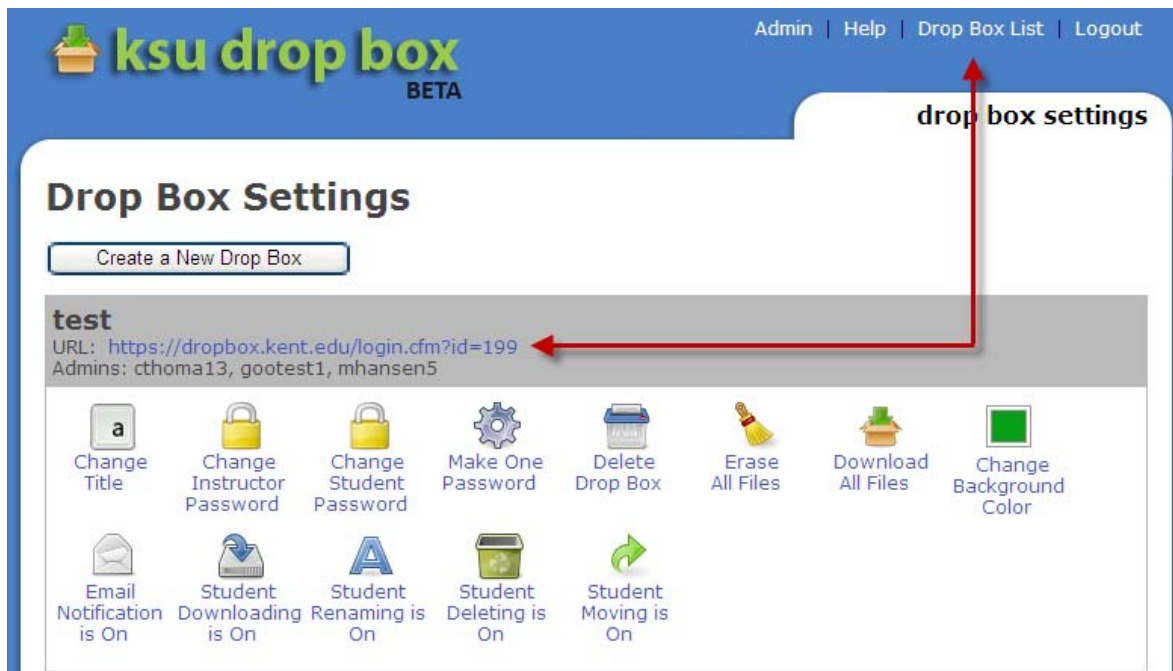 Admin | Help | Drop Box List | Logout
ksu drop box
BETA
drop box settings
Drop Box Settings
Create a New Drop Box
test
URL: https://dropbox.kent.edu/login.cfm?id=199
Admins: cthoma13, gootest1, mhansen5
a
Change
Title
Change
Instructor
Password
Change
Student
Password
Make One
Password
Delete
Drop Box
Erase
All Files
Download
All Files
Change
Background
Color
Email
Notification
is On
Student
Downloading
is On
A
Student
Renaming is
On
Student
Deleting is
On
Student
Moving is
On